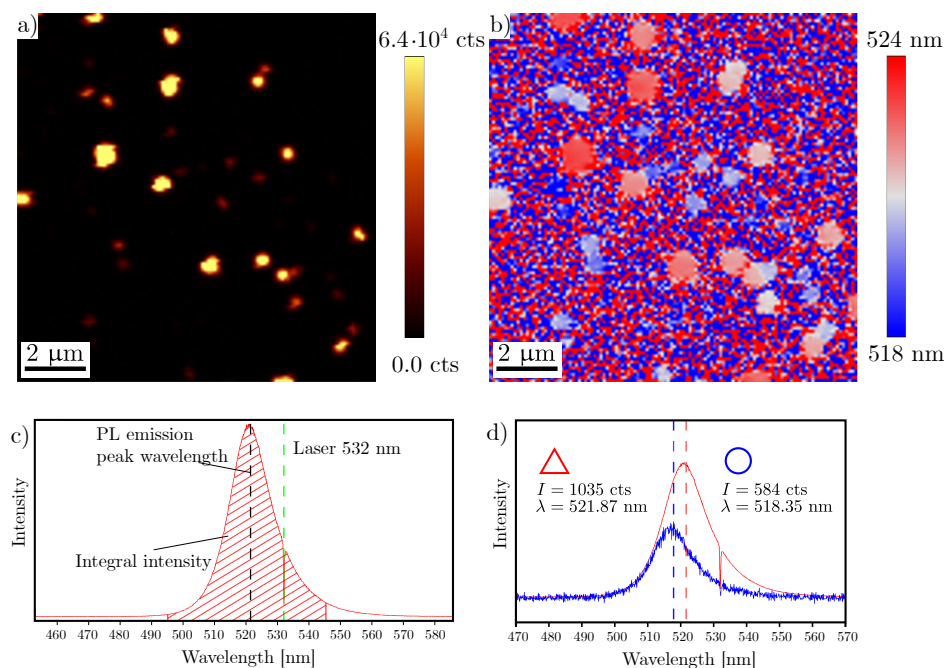 a)
6.4·10⁴ cts
0.0 cts
2 µm
b)
524 nm
518 nm
2 µm
c)
PL emission
peak wavelength
Laser 532 nm
Integral intensity
Intensity
460 470 480 490 500 510 520 530 540 550 560 570 580
Wavelength [nm]
d)
I = 1035 cts
λ = 521.87 nm
I = 584 cts
λ = 518.35 nm
Intensity
470 480 490 500 510 520 530 540 550 560 570
Wavelength [nm]